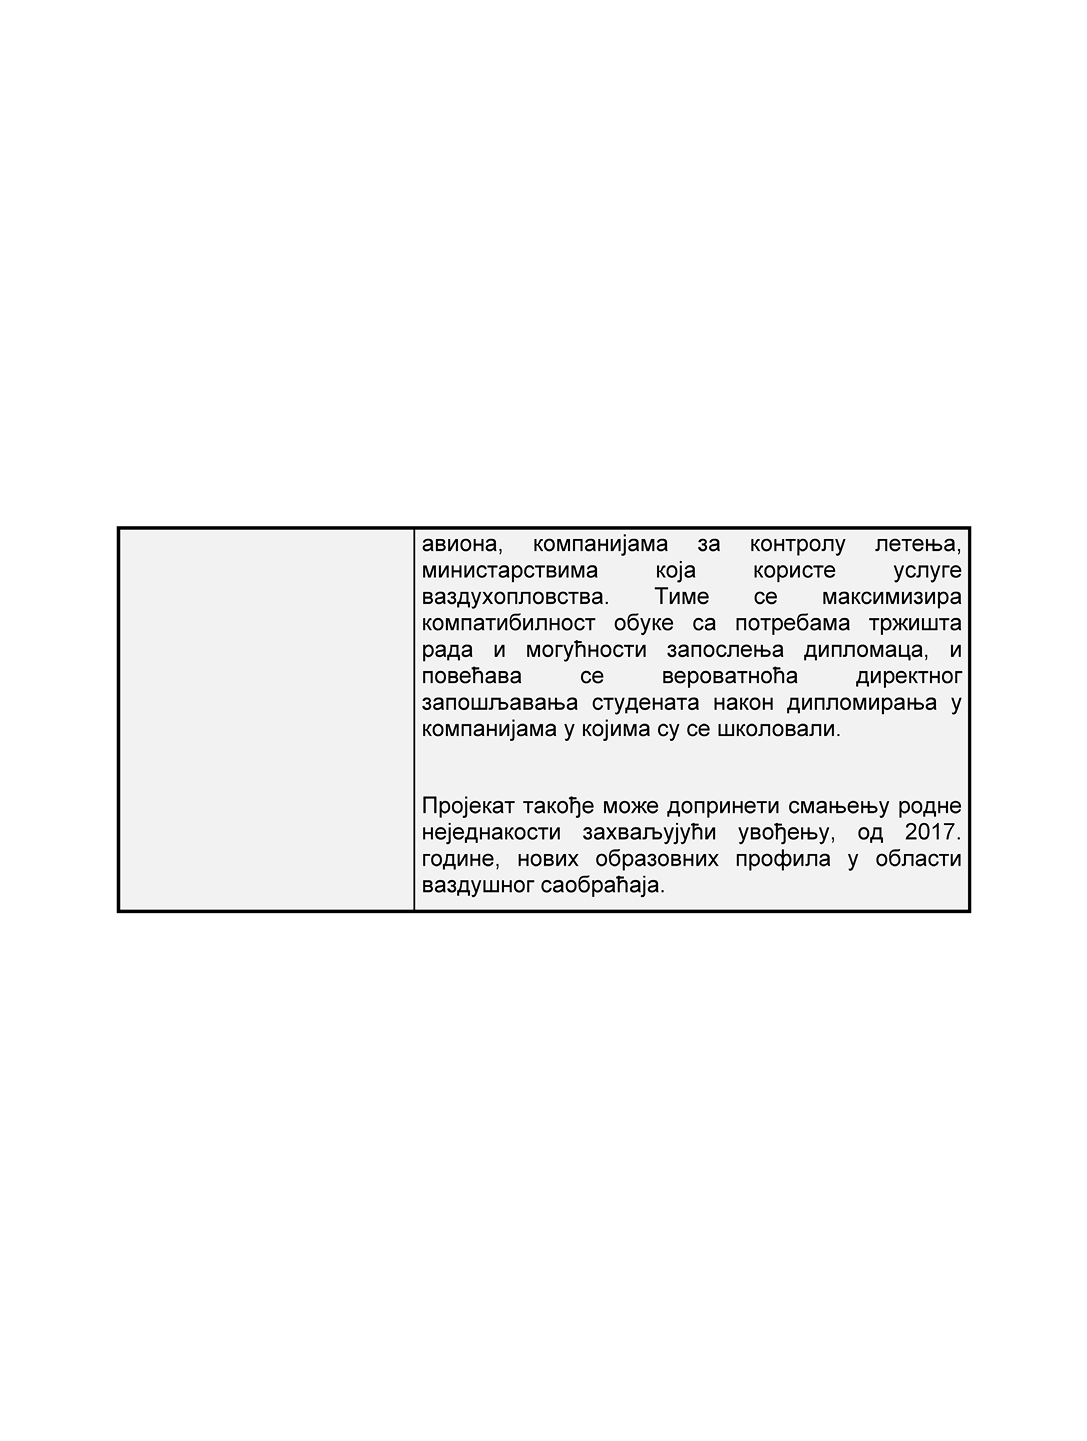 авиона, компанијама за контролу летења,
министарствима која користе услуге
ваздухопловства. Тиме се максимизира
компатибилност обуке са потребама тржишта
рада и могућности запослења дипломаца, и
повећава се вероватноћа директног
запошљавања студената након дипломирања у
компанијама у којима су се школовали.
Пројекат такође може допринети смањењу родне
неједнакости захваљујући увођењу, од 2017.
године, нових образовних профила у области
ваздушног саобраћаја.